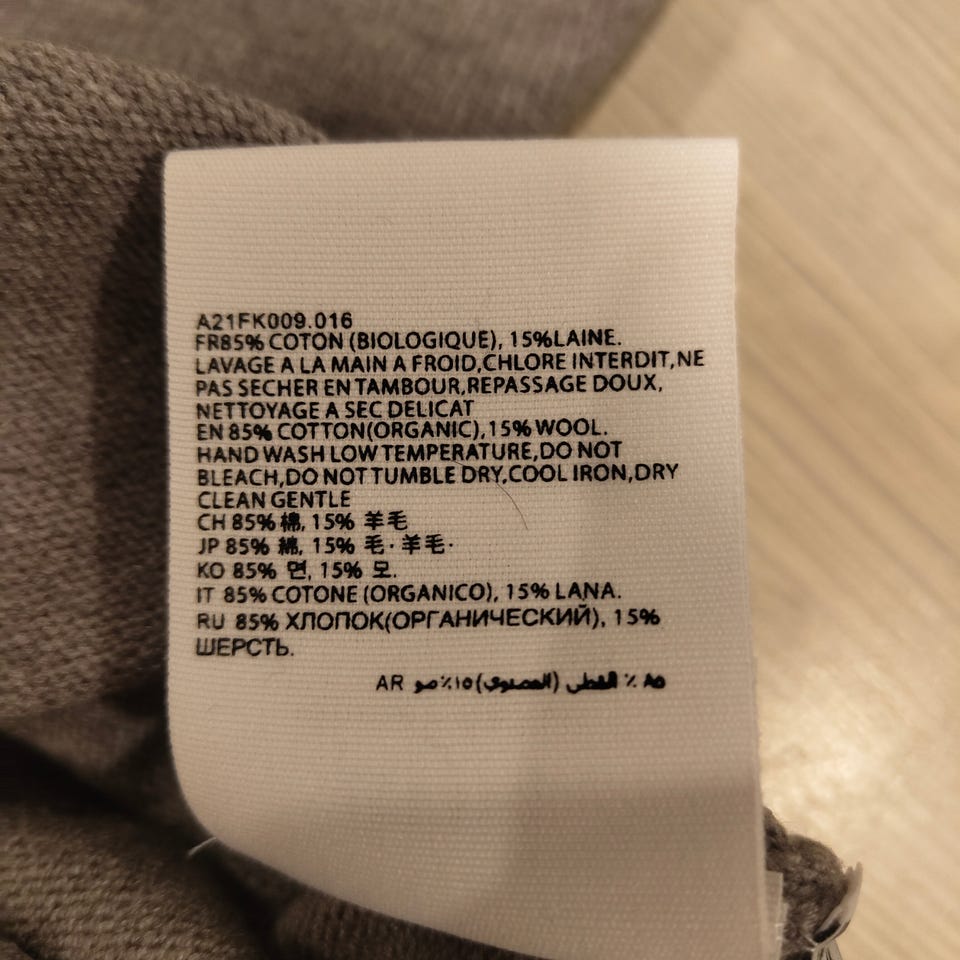 A21FK009.016
FR85% COTON (BIOLOGIQUE), 15%LAINE.
LAVAGE A LA MAIN A FROID,CHLORE INTERDIT,NE
PAS SECHER EN TAMBOUR,REPASSAGE DOUX,
NETTOYAGE A SEC DELICAT
EN 85% COTTON(ORGANIC),15% WOOL.
HAND WASH LOW TEMPERATURE,DO NOT
BLEACH,DO NOT TUMBLE DRY,COOL IRON,DRY
CLEAN GENTLE
CH 85% 棉, 15% 羊毛
JP 85% 綿, 15% 毛·羊毛·
KO 85% 면, 15% 모.
IT 85% COTONE (ORGANICO), 15% LANA.
RU 85% ХЛОПОК(ОРГАНИЧЕСКИЙ), 15%
ШЕРСТЬ.
AR ٨٥ ٪ ١٥٪